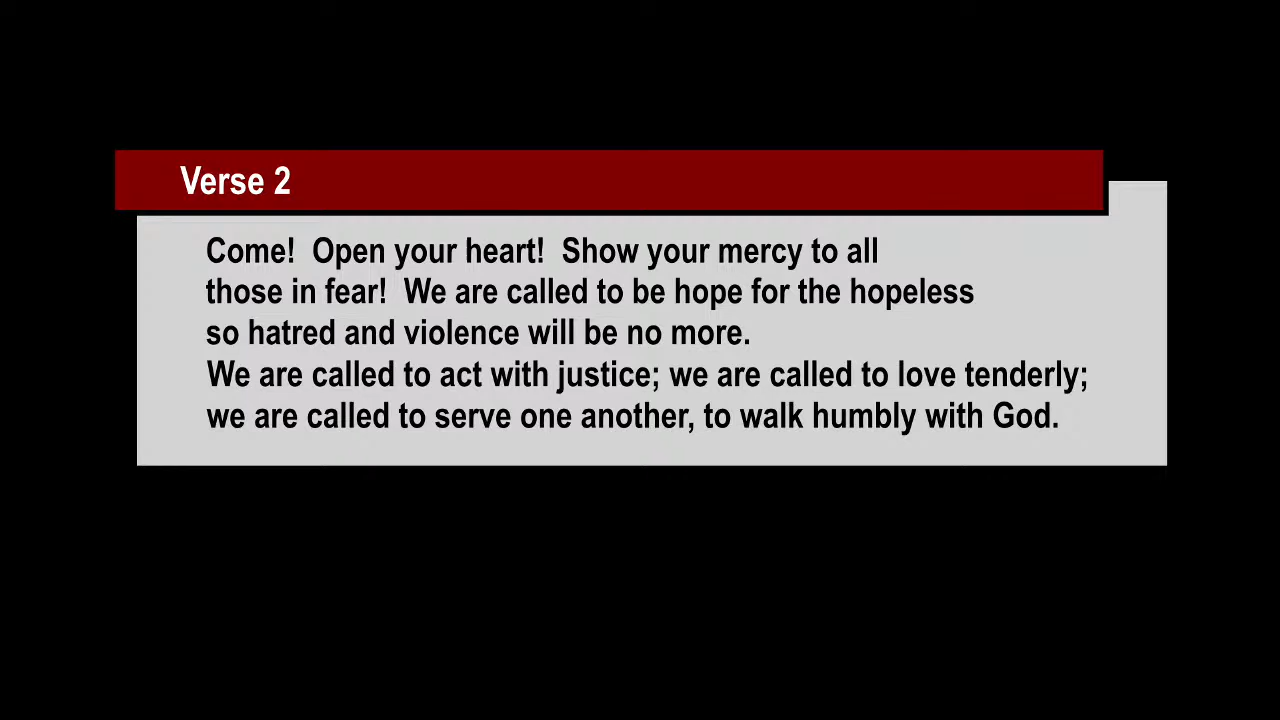 Verse 2
Come!  Open your heart!  Show your mercy to all
those in fear!  We are called to be hope for the hopeless
so hatred and violence will be no more.
We are called to act with justice; we are called to love tenderly;
we are called to serve one another, to walk humbly with God.